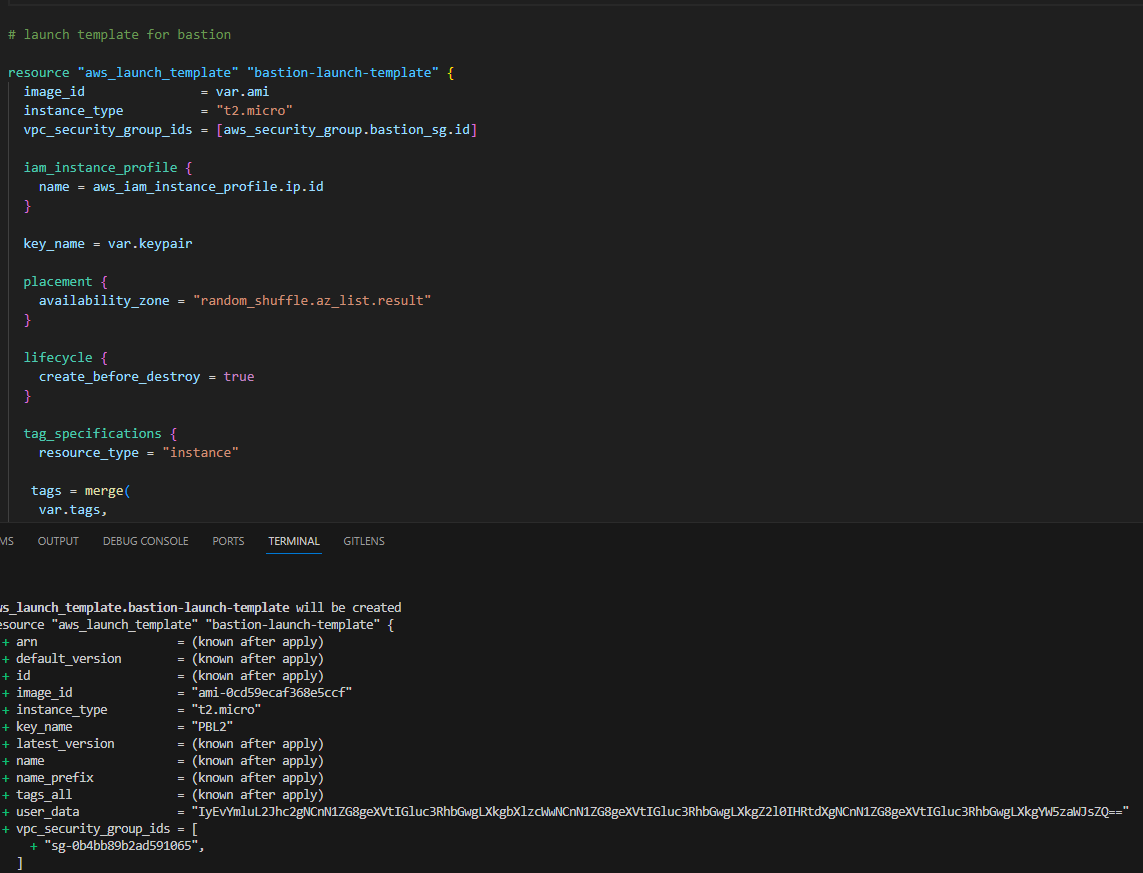 # launch template for bastion
resource "aws_launch_template" "bastion-launch-template" {
image_id = var.ami
instance_type = "t2.micro"
vpc_security_group_ids = [aws_security_group.bastion_sg.id]
iam_instance_profile {
name = aws_iam_instance_profile.ip.id
}
key_name = var.keypair
placement {
availability_zone = "random_shuffle.az_list.result"
}
lifecycle {
create_before_destroy = true
}
tag_specifications {
resource_type = "instance"
tags = merge(
var.tags,
MS OUTPUT DEBUG CONSOLE PORTS TERMINAL GITLENS
ws_launch_template.bastion-launch-template will be created
esource "aws_launch_template" "bastion-launch-template" {
+ arn = (known after apply)
+ default_version = (known after apply)
+ id = (known after apply)
+ image_id = "ami-0cd59ecaf368e5ccf"
+ instance_type = "t2.micro"
+ key_name = "PBL2"
+ latest_version = (known after apply)
+ name = (known after apply)
+ name_prefix = (known after apply)
+ tags_all = (known after apply)
+ user_data = "IyEvYmluL2Jhc2gNCnN1ZG8geXVtIGluc3RhbGwgLXkgbXlzcWwNCnN1ZG8geXVtIGluc3RhbGwgLXkgZ2l0IHRtdXgNCnN1ZG8geXVtIGluc3RhbGwgLXkgYW5zaWJsZQ=="
+ vpc_security_group_ids = [
+ "sg-0b4bb89b2ad591065",
]